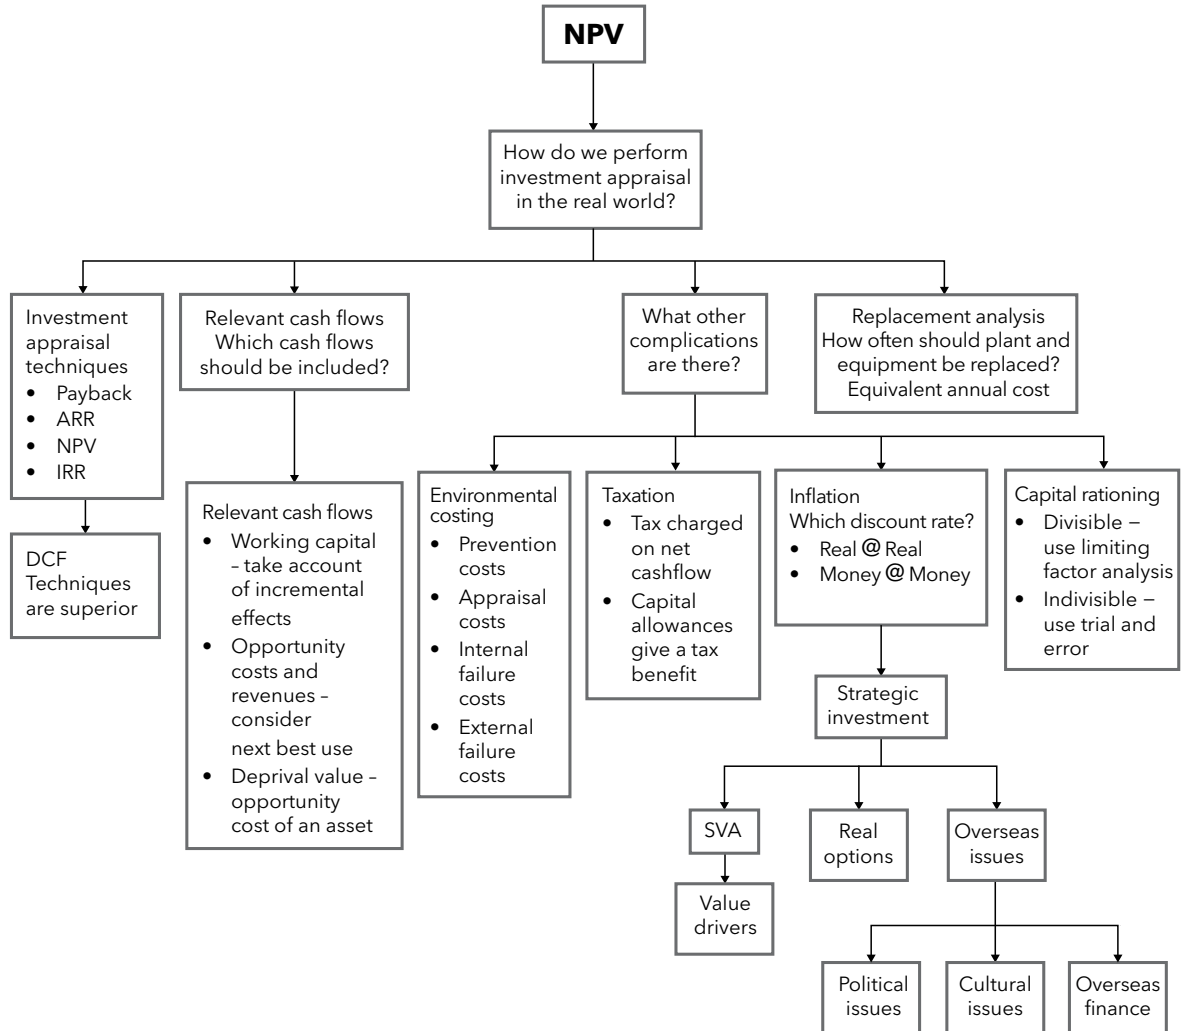 NPV
How do we perform
investment appraisal
in the real world?
Investment
appraisal
techniques
• Payback
• ARR
• NPV
• IRR
DCF
Techniques
are superior
Relevant cash flows
Which cash flows
should be included?
Relevant cash flows
• Working capital
– take account
of incremental
effects
• Opportunity
costs and
revenues –
consider
next best use
• Deprival value –
opportunity
cost of an asset
What other
complications
are there?
Environmental
costing
• Prevention
costs
• Appraisal
costs
• Internal
failure
costs
• External
failure
costs
Taxation
• Tax charged
on net
cashflow
• Capital
allowances
give a tax
benefit
Inflation
Which discount rate?
• Real @ Real
• Money @ Money
Capital rationing
• Divisible –
use limiting
factor analysis
• Indivisible –
use trial and
error
Replacement analysis
How often should plant and
equipment be replaced?
Equivalent annual cost
Strategic
investment
SVA
Value
drivers
Real
options
Overseas
issues
Political
issues
Cultural
issues
Overseas
finance